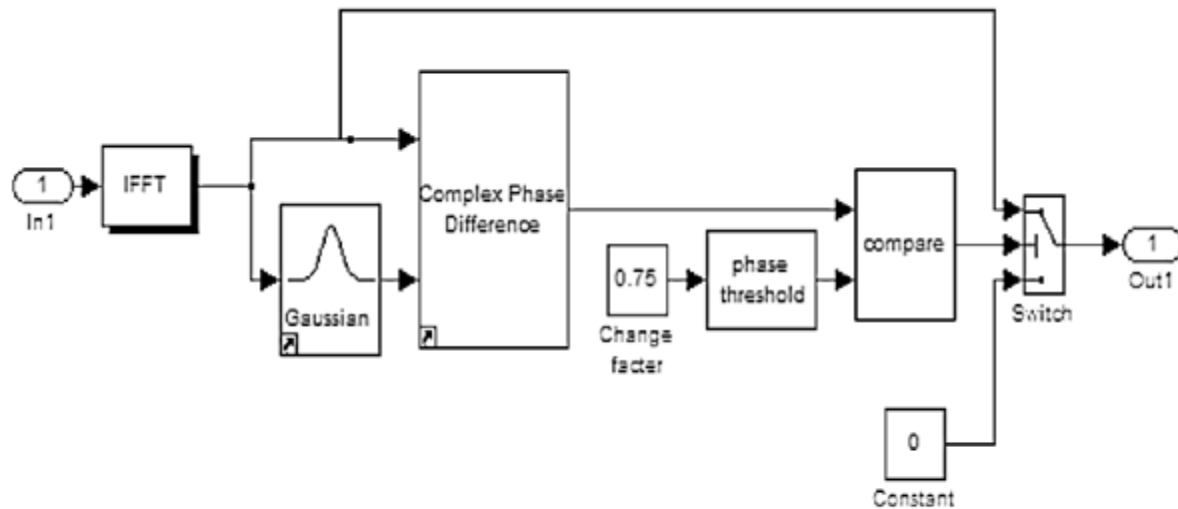 1
In1
IFFT
Gaussian
Complex Phase
Difference
0.75
Change
facter
phase
threshold
compare
Switch
1
Out1
0
Constant